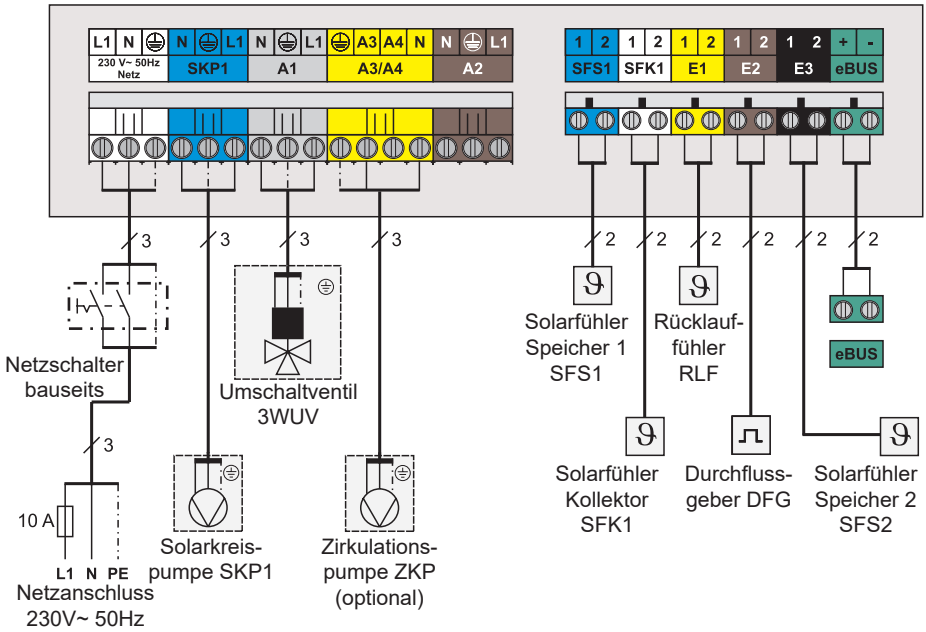 L1 N N L1 N L1 A3 A4 N N L1
230 V~ 50Hz
Netz
SKP1 A1 A3/A4 A2
1 2 1 2 1 2 1 2 1 2 + -
SFS1 SFK1 E1 E2 E3 eBUS
3 3 3 3 2 2 2 2 2 2
ϑ ϑ
Netzschalter
bauseits
Umschaltventil
3WUV
Solarfühler
Speicher 1
SFS1
Rücklauf-
fühler
RLF
eBUS
3
ϑ ϑ
Solarfühler
Kollektor
SFK1
Durchfluss-
geber DFG
Solarfühler
Speicher 2
SFS2
10 A
L1 N PE
Netzanschluss
230V~ 50Hz
Solarkreis-
pumpe SKP1
Zirkulations-
pumpe ZKP
(optional)